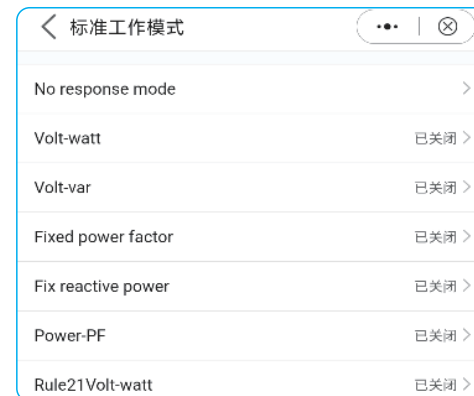 标准工作模式
No response mode
Volt-watt 已关闭
Volt-var 已关闭
Fixed power factor 已关闭
Fix reactive power 已关闭
Power-PF 已关闭
Rule21Volt-watt 已关闭